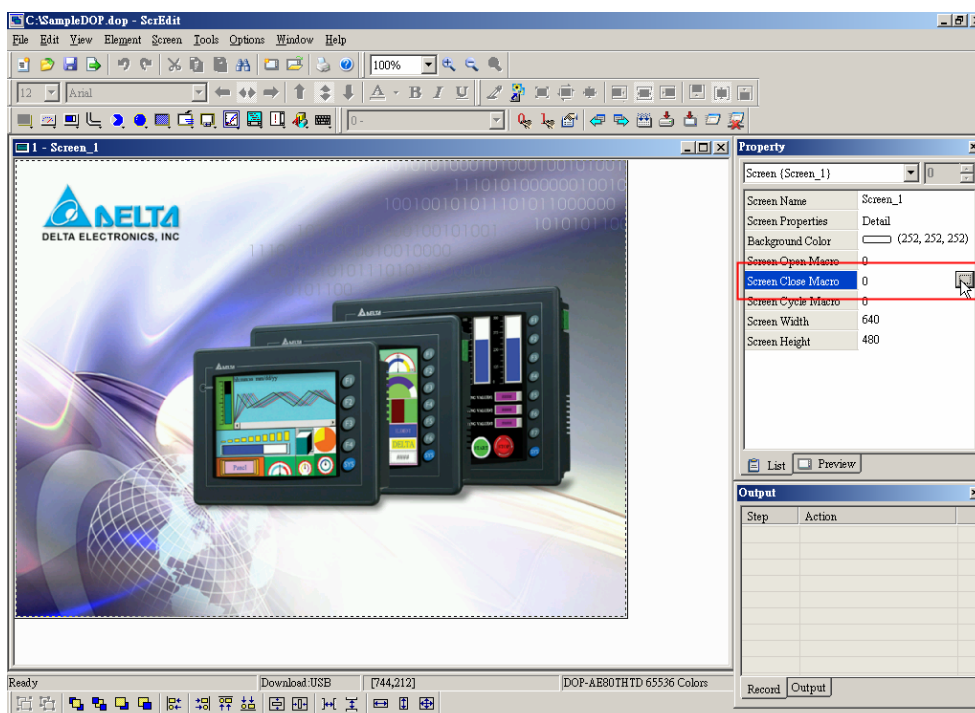 C:\SampleDOP.dop - ScrEdit
File Edit View Element Screen Tools Options Window Help
100%
12 Arial A - B I U
0 -
1 - Screen_1
DELTA
DELTA ELECTRONICS, INC
Property
Screen {Screen_1} 0
Screen Name Screen_1
Screen Properties Detail
Background Color (252, 252, 252)
Screen Open Macro 0
Screen Close Macro 0
Screen Cycle Macro 0
Screen Width 640
Screen Height 480
List Preview
Output
Step Action
Record Output
Ready Download:USB [744,212] DOP-AE80THTD 65536 Colors